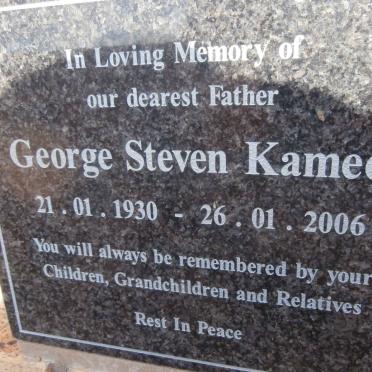 In Loving Memory of
our dearest Father
George Steven Kamee
21 . 01 . 1930 - 26 . 01 . 2006
You will always be remembered by your
Children, Grandchildren and Relatives
Rest In Peace